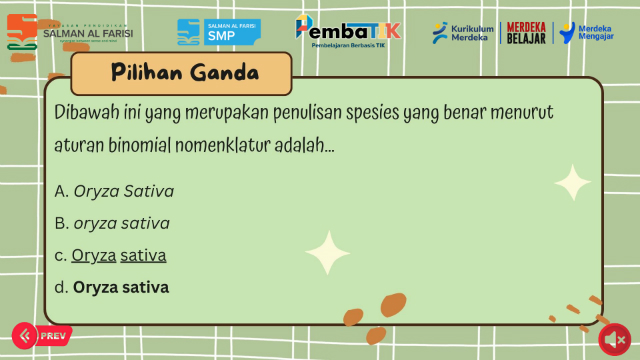 YAYASAN PENDIDIKAN
SALMAN AL FARISI
SALMAN AL FARISI
SMP
PembaTIK
Pembelajaran Berbasis TIK
Kurikulum
Merdeka
MERDEKA
BELAJAR
Merdeka
Mengajar
Pilihan Ganda
Dibawah ini yang merupakan penulisan spesies yang benar menurut
aturan binomial nomenklatur adalah...
A. Oryza Sativa
B. oryza sativa
c. Oryza sativa
d. Oryza sativa
PREV